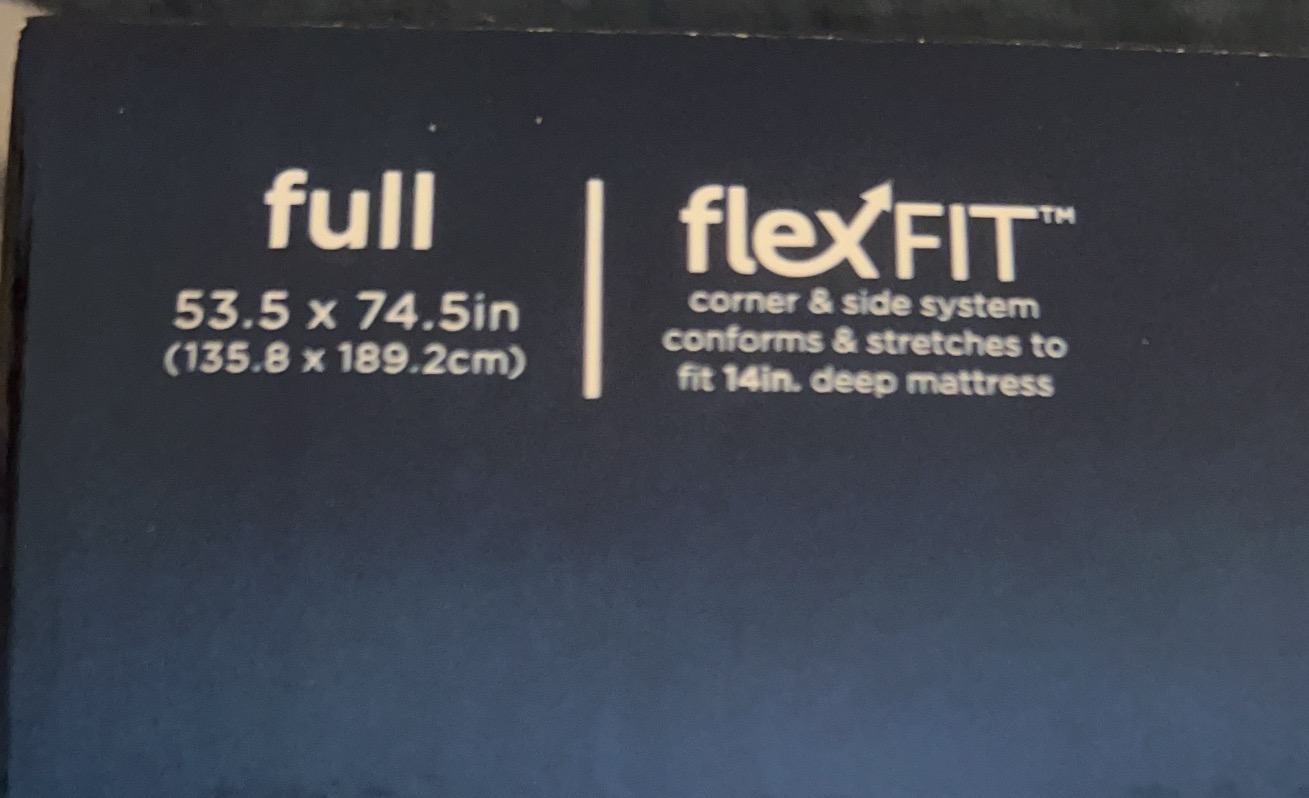 full
53.5 x 74.5in
(135.8 x 189.2cm)
flexFIT™
corner & side system
conforms & stretches to
fit 14in. deep mattress